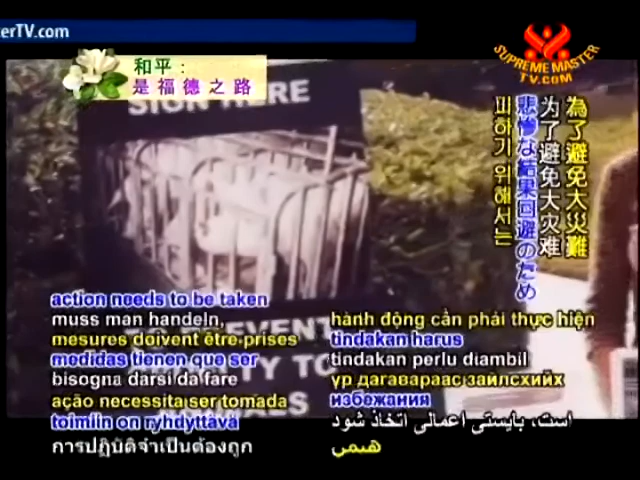 erTV.com
和平：
是福德之路
SUPREME MASTER
TV.COM
SIGN HERE
為了避免大災難
为了避免大灾难
悲惨な結果回避のため
피하기 위해서는
PREVENT
TO
action needs to be taken
muss man handeln,
mesures doivent être prises
medidas tienen que ser
bisogna darsi da fare
ação necessita ser tomada
toimiin on ryhdyttävä
การปฏิบัติจำเป็นต้องถูก
hành động cần phải thực hiện
tindakan harus
tindakan perlu diambil
үр дагавараас зайлсхийх
избежания
است، بایستی اعمالی اتخاذ شود